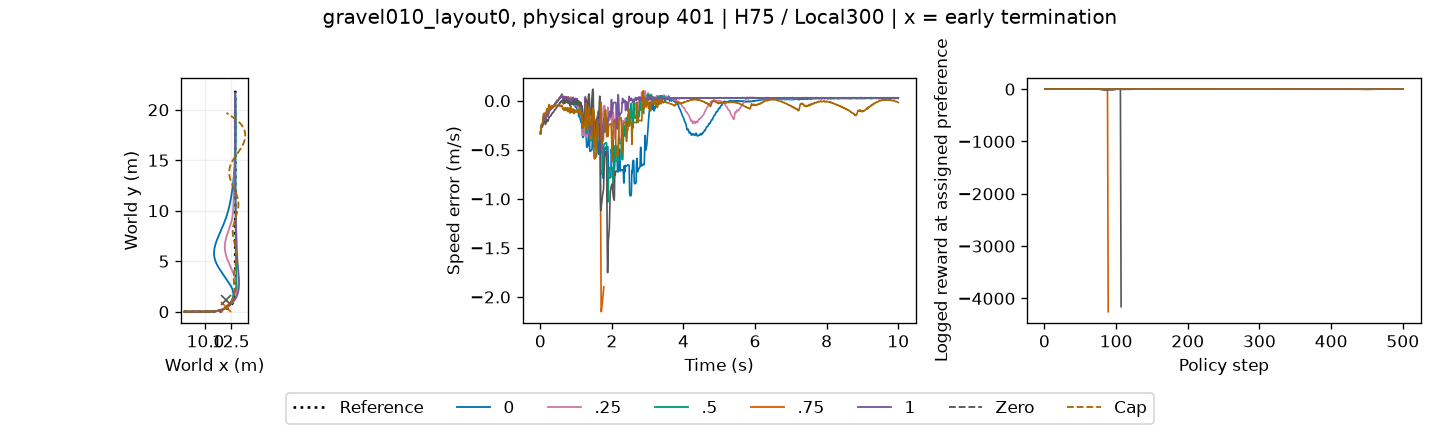 gravel010_layout0, physical group 401 | H75 / Local300 | x = early termination
World y (m)
20
15
10
5
0
10.0
12.5
World x (m)
Speed error (m/s)
0.0
−0.5
−1.0
−1.5
−2.0
0 2 4 6 8 10
Time (s)
Logged reward at assigned preference
0
−1000
−2000
−3000
−4000
0 100 200 300 400 500
Policy step
Reference 0 .25 .5 .75 1 Zero Cap